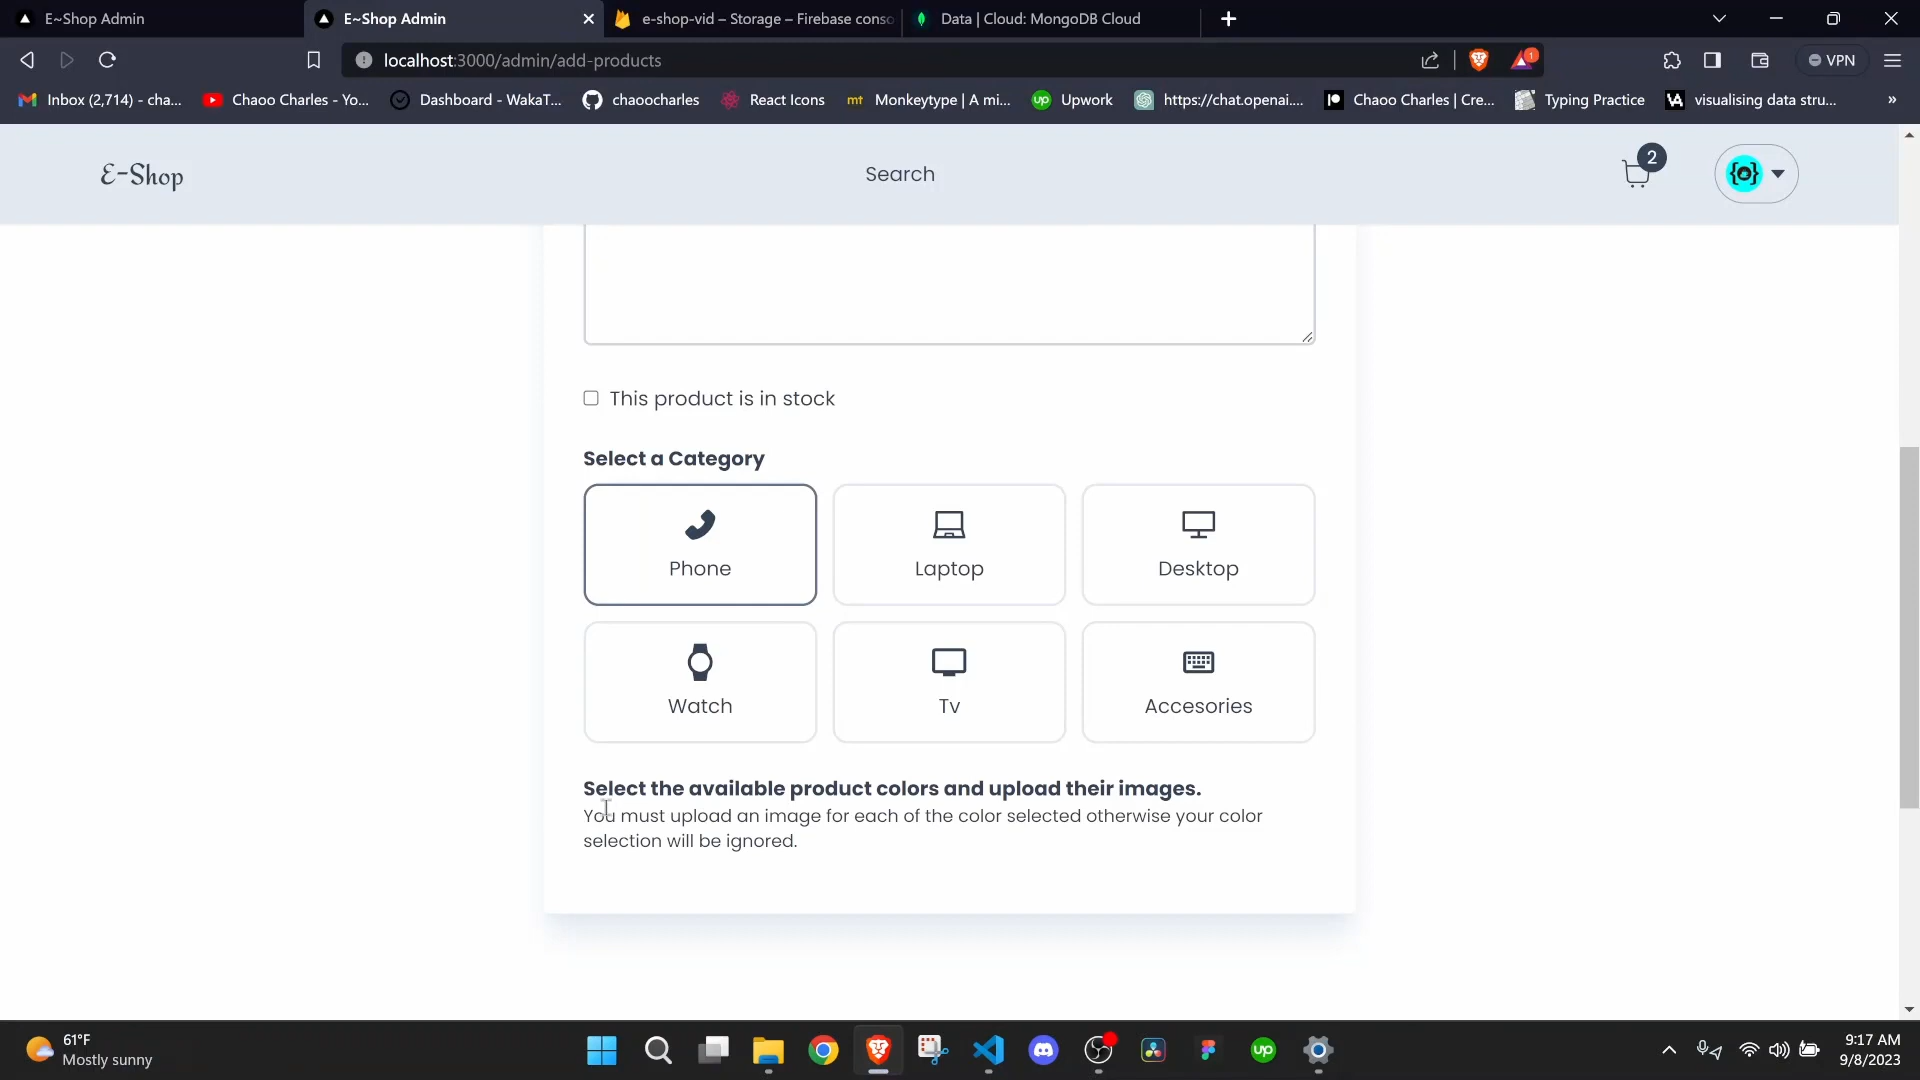 E~Shop Admin
E~Shop Admin
e-shop-vid – Storage – Firebase conso
Data | Cloud: MongoDB Cloud
localhost:3000/admin/add-products
1
VPN
Inbox (2,714) - cha...
Chaoo Charles - Yo...
Dashboard - WakaT...
chaoocharles
React Icons
mt
Monkeytype | A mi...
up
Upwork
https://chat.openai....
Chaoo Charles | Cre...
Typing Practice
visualising data stru...
»
E~Shop
Search
2
This product is in stock
Select a Category
Phone
Laptop
Desktop
Watch
Tv
Accesories
Select the available product colors and upload their images.
You must upload an image for each of the color selected otherwise your color
selection will be ignored.
61°F
Mostly sunny
up
9:17 AM
9/8/2023